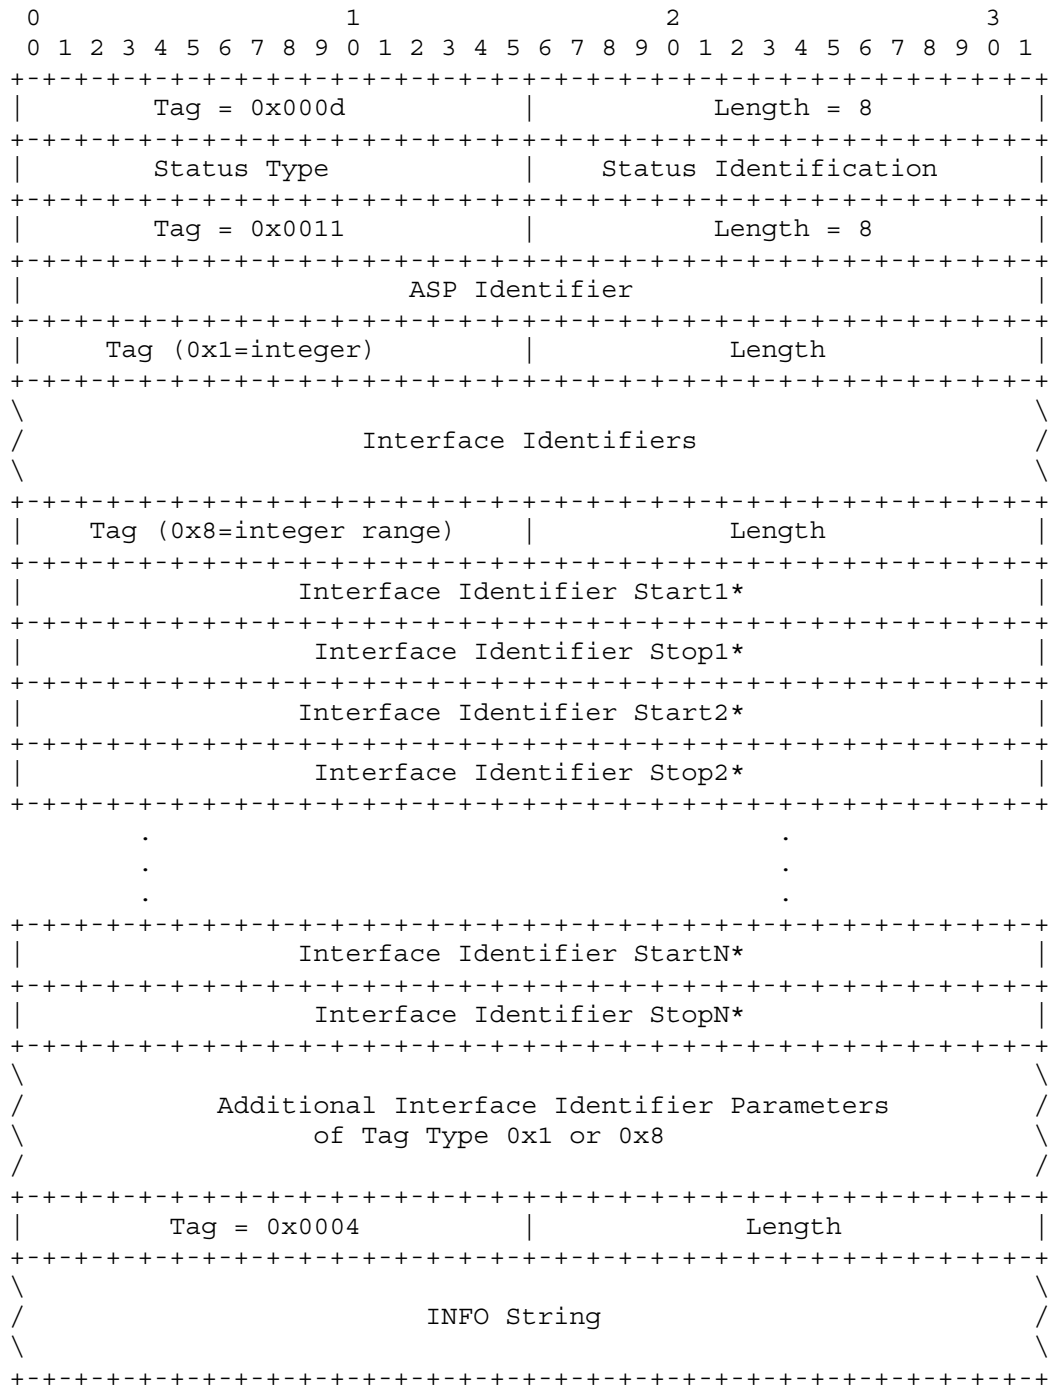 0                   1                   2                   3
 0 1 2 3 4 5 6 7 8 9 0 1 2 3 4 5 6 7 8 9 0 1 2 3 4 5 6 7 8 9 0 1
+-+-+-+-+-+-+-+-+-+-+-+-+-+-+-+-+-+-+-+-+-+-+-+-+-+-+-+-+-+-+-+-+
|        Tag = 0x000d           |           Length = 8          |
+-+-+-+-+-+-+-+-+-+-+-+-+-+-+-+-+-+-+-+-+-+-+-+-+-+-+-+-+-+-+-+-+
|        Status Type            |    Status Identification      |
+-+-+-+-+-+-+-+-+-+-+-+-+-+-+-+-+-+-+-+-+-+-+-+-+-+-+-+-+-+-+-+-+
|        Tag = 0x0011           |           Length = 8          |
+-+-+-+-+-+-+-+-+-+-+-+-+-+-+-+-+-+-+-+-+-+-+-+-+-+-+-+-+-+-+-+-+
|                        ASP Identifier                         |
+-+-+-+-+-+-+-+-+-+-+-+-+-+-+-+-+-+-+-+-+-+-+-+-+-+-+-+-+-+-+-+-+
|     Tag (0x1=integer)         |            Length             |
+-+-+-+-+-+-+-+-+-+-+-+-+-+-+-+-+-+-+-+-+-+-+-+-+-+-+-+-+-+-+-+-+
\                                                               \
/                     Interface Identifiers                     /
\                                                               \
+-+-+-+-+-+-+-+-+-+-+-+-+-+-+-+-+-+-+-+-+-+-+-+-+-+-+-+-+-+-+-+-+
|    Tag (0x8=integer range)    |            Length             |
+-+-+-+-+-+-+-+-+-+-+-+-+-+-+-+-+-+-+-+-+-+-+-+-+-+-+-+-+-+-+-+-+
|                 Interface Identifier Start1*                  |
+-+-+-+-+-+-+-+-+-+-+-+-+-+-+-+-+-+-+-+-+-+-+-+-+-+-+-+-+-+-+-+-+
|                  Interface Identifier Stop1*                  |
+-+-+-+-+-+-+-+-+-+-+-+-+-+-+-+-+-+-+-+-+-+-+-+-+-+-+-+-+-+-+-+-+
|                 Interface Identifier Start2*                  |
+-+-+-+-+-+-+-+-+-+-+-+-+-+-+-+-+-+-+-+-+-+-+-+-+-+-+-+-+-+-+-+-+
|                  Interface Identifier Stop2*                  |
+-+-+-+-+-+-+-+-+-+-+-+-+-+-+-+-+-+-+-+-+-+-+-+-+-+-+-+-+-+-+-+-+
        .                                       .
        .                                       .
        .                                       .
+-+-+-+-+-+-+-+-+-+-+-+-+-+-+-+-+-+-+-+-+-+-+-+-+-+-+-+-+-+-+-+-+
|                 Interface Identifier StartN*                  |
+-+-+-+-+-+-+-+-+-+-+-+-+-+-+-+-+-+-+-+-+-+-+-+-+-+-+-+-+-+-+-+-+
|                  Interface Identifier StopN*                  |
+-+-+-+-+-+-+-+-+-+-+-+-+-+-+-+-+-+-+-+-+-+-+-+-+-+-+-+-+-+-+-+-+
\                                                               \
/            Additional Interface Identifier Parameters         /
\                  of Tag Type 0x1 or 0x8                       \
/                                                               /
+-+-+-+-+-+-+-+-+-+-+-+-+-+-+-+-+-+-+-+-+-+-+-+-+-+-+-+-+-+-+-+-+
|         Tag = 0x0004          |             Length            |
+-+-+-+-+-+-+-+-+-+-+-+-+-+-+-+-+-+-+-+-+-+-+-+-+-+-+-+-+-+-+-+-+
\                                                               \
/                         INFO String                           /
\                                                               \
+-+-+-+-+-+-+-+-+-+-+-+-+-+-+-+-+-+-+-+-+-+-+-+-+-+-+-+-+-+-+-+-+